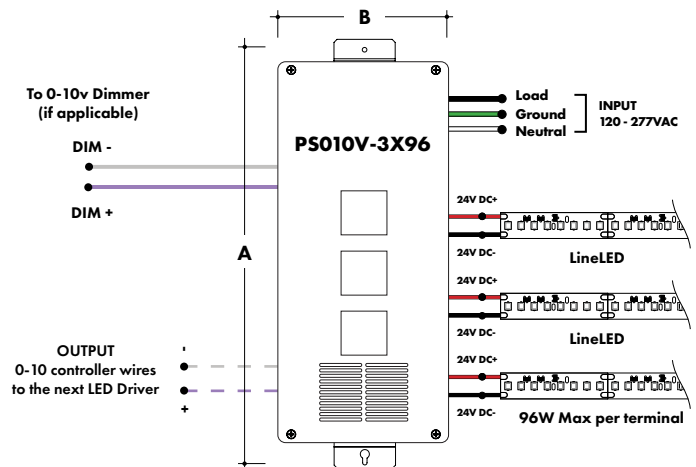 B
To 0-10v Dimmer
(if applicable)
DIM -
DIM +
A
PS010V-3X96
Load
Ground
Neutral
INPUT
120 - 277VAC
24V DC+
24V DC-
LineLED
24V DC+
24V DC-
LineLED
24V DC+
24V DC-
96W Max per terminal
OUTPUT
0-10 controller wires
to the next LED Driver
-
+